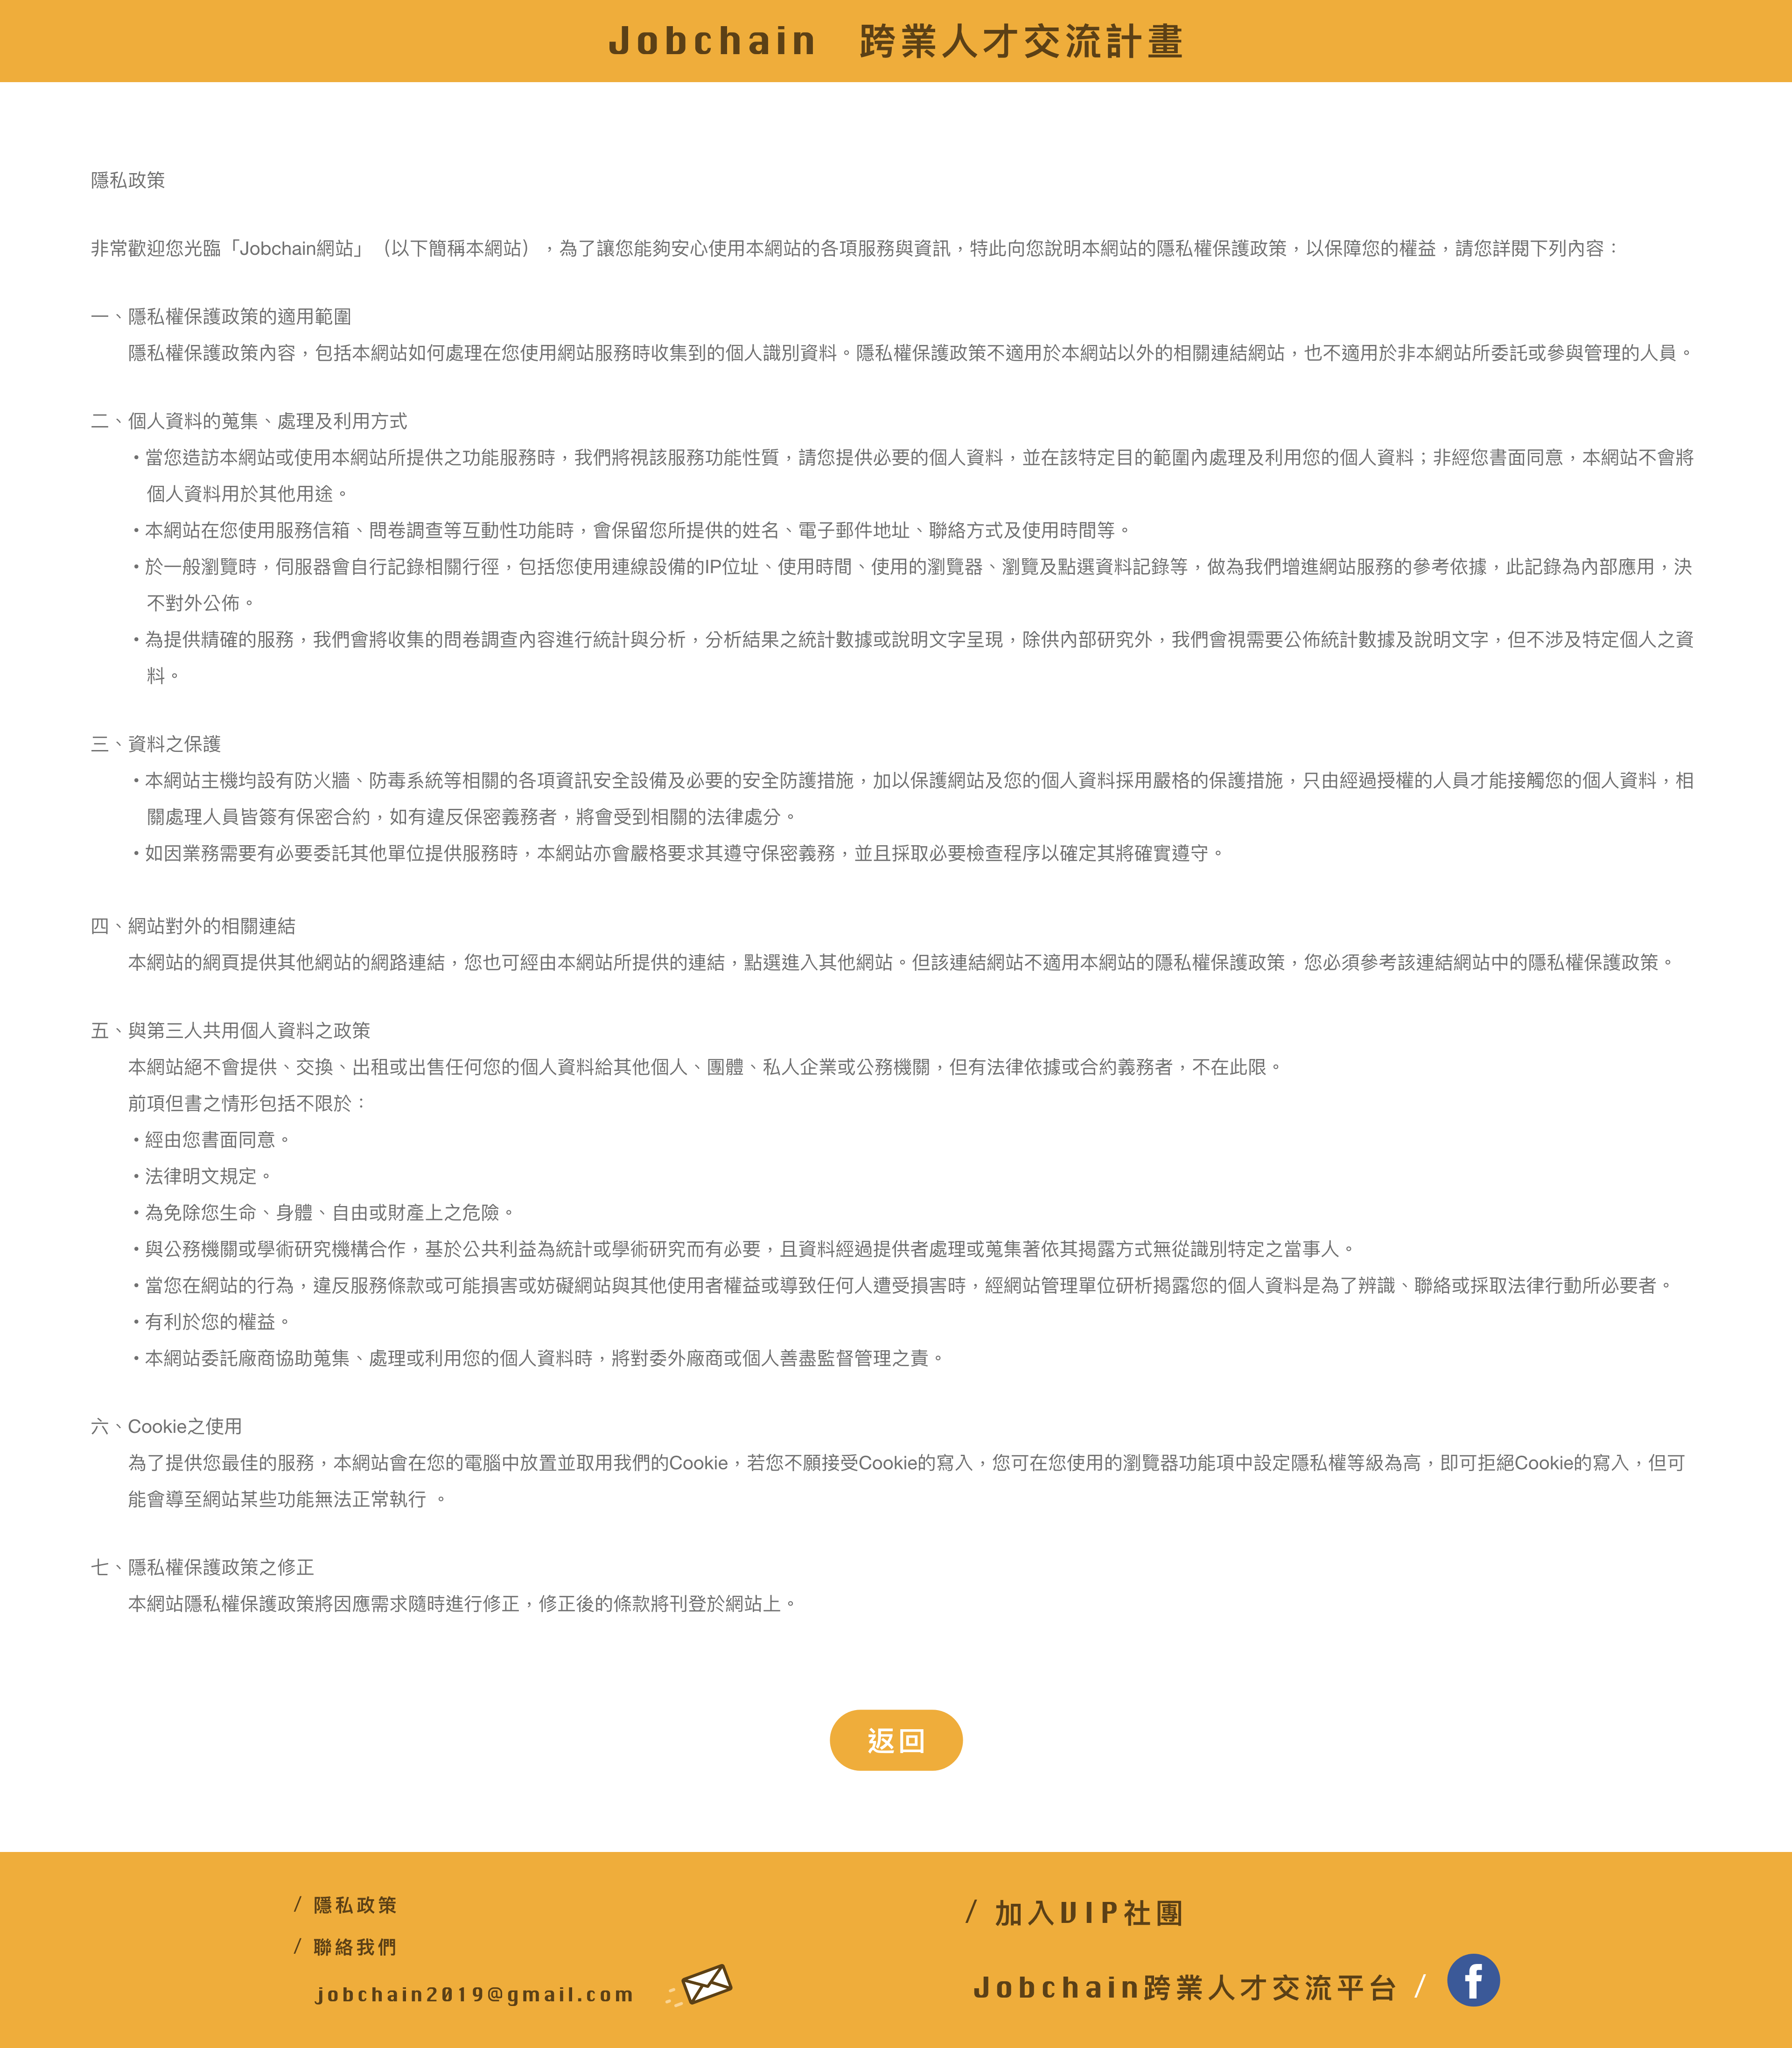 Jobchain 跨業人才交流計畫
隱私政策
非常歡迎您光臨「Jobchain網站」（以下簡稱本網站），為了讓您能夠安心使用本網站的各項服務與資訊，特此向您說明本網站的隱私權保護政策，以保障您的權益，請您詳閱下列內容：
一、隱私權保護政策的適用範圍
隱私權保護政策內容，包括本網站如何處理在您使用網站服務時收集到的個人識別資料。隱私權保護政策不適用於本網站以外的相關連結網站，也不適用於非本網站所委託或參與管理的人員。
二、個人資料的蒐集、處理及利用方式
・當您造訪本網站或使用本網站所提供之功能服務時，我們將視該服務功能性質，請您提供必要的個人資料，並在該特定目的範圍內處理及利用您的個人資料；非經您書面同意，本網站不會將
個人資料用於其他用途。
・本網站在您使用服務信箱、問卷調查等互動性功能時，會保留您所提供的姓名、電子郵件地址、聯絡方式及使用時間等。
・於一般瀏覽時，伺服器會自行記錄相關行徑，包括您使用連線設備的IP位址、使用時間、使用的瀏覽器、瀏覽及點選資料記錄等，做為我們增進網站服務的參考依據，此記錄為內部應用，決
不對外公佈。
・為提供精確的服務，我們會將收集的問卷調查內容進行統計與分析，分析結果之統計數據或說明文字呈現，除供內部研究外，我們會視需要公佈統計數據及說明文字，但不涉及特定個人之資
料。
三、資料之保護
・本網站主機均設有防火牆、防毒系統等相關的各項資訊安全設備及必要的安全防護措施，加以保護網站及您的個人資料採用嚴格的保護措施，只由經過授權的人員才能接觸您的個人資料，相
關處理人員皆簽有保密合約，如有違反保密義務者，將會受到相關的法律處分。
・如因業務需要有必要委託其他單位提供服務時，本網站亦會嚴格要求其遵守保密義務，並且採取必要檢查程序以確定其將確實遵守。
四、網站對外的相關連結
本網站的網頁提供其他網站的網路連結，您也可經由本網站所提供的連結，點選進入其他網站。但該連結網站不適用本網站的隱私權保護政策，您必須參考該連結網站中的隱私權保護政策。
五、與第三人共用個人資料之政策
本網站絕不會提供、交換、出租或出售任何您的個人資料給其他個人、團體、私人企業或公務機關，但有法律依據或合約義務者，不在此限。
前項但書之情形包括不限於：
・經由您書面同意。
・法律明文規定。
・為免除您生命、身體、自由或財產上之危險。
・與公務機關或學術研究機構合作，基於公共利益為統計或學術研究而有必要，且資料經過提供者處理或蒐集著依其揭露方式無從識別特定之當事人。
・當您在網站的行為，違反服務條款或可能損害或妨礙網站與其他使用者權益或導致任何人遭受損害時，經網站管理單位研析揭露您的個人資料是為了辨識、聯絡或採取法律行動所必要者。
・有利於您的權益。
・本網站委託廠商協助蒐集、處理或利用您的個人資料時，將對委外廠商或個人善盡監督管理之責。
六、Cookie之使用
為了提供您最佳的服務，本網站會在您的電腦中放置並取用我們的Cookie，若您不願接受Cookie的寫入，您可在您使用的瀏覽器功能項中設定隱私權等級為高，即可拒絕Cookie的寫入，但可
能會導至網站某些功能無法正常執行 。
七、隱私權保護政策之修正
本網站隱私權保護政策將因應需求隨時進行修正，修正後的條款將刊登於網站上。
返回
/ 隱私政策
/ 聯絡我們
jobchain2019@gmail.com
/ 加入VIP社團
Jobchain跨業人才交流平台 / f